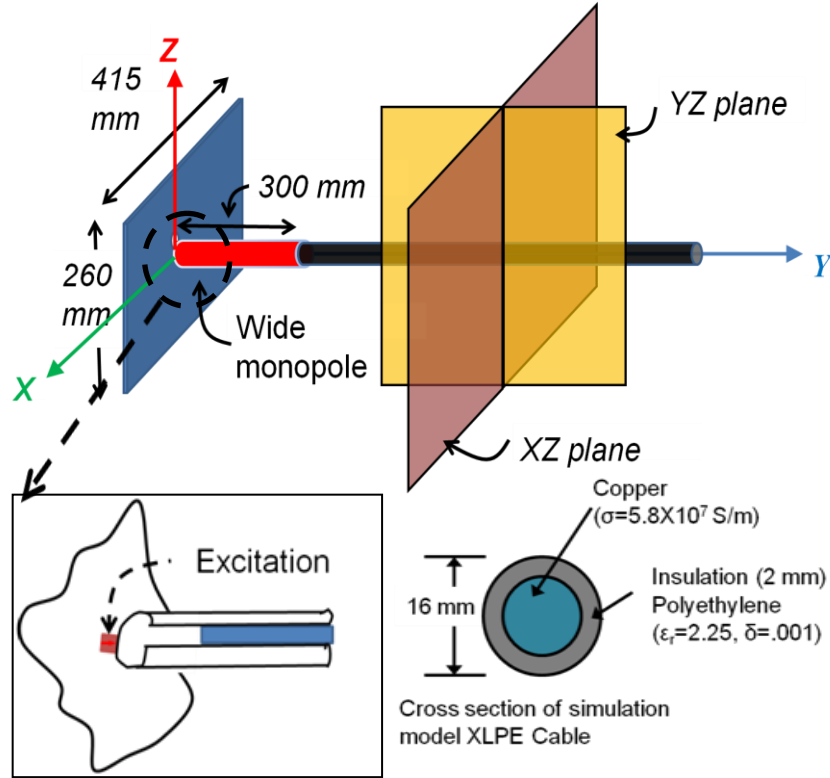 Z
415
mm
YZ plane
300 mm
260
mm
Y
Wide
monopole
X
XZ plane
Excitation
Copper
(σ=5.8X10⁷ S/m)
16 mm
Insulation (2 mm)
Polyethylene
(εᵣ=2.25, δ=.001)
Cross section of simulation
model XLPE Cable